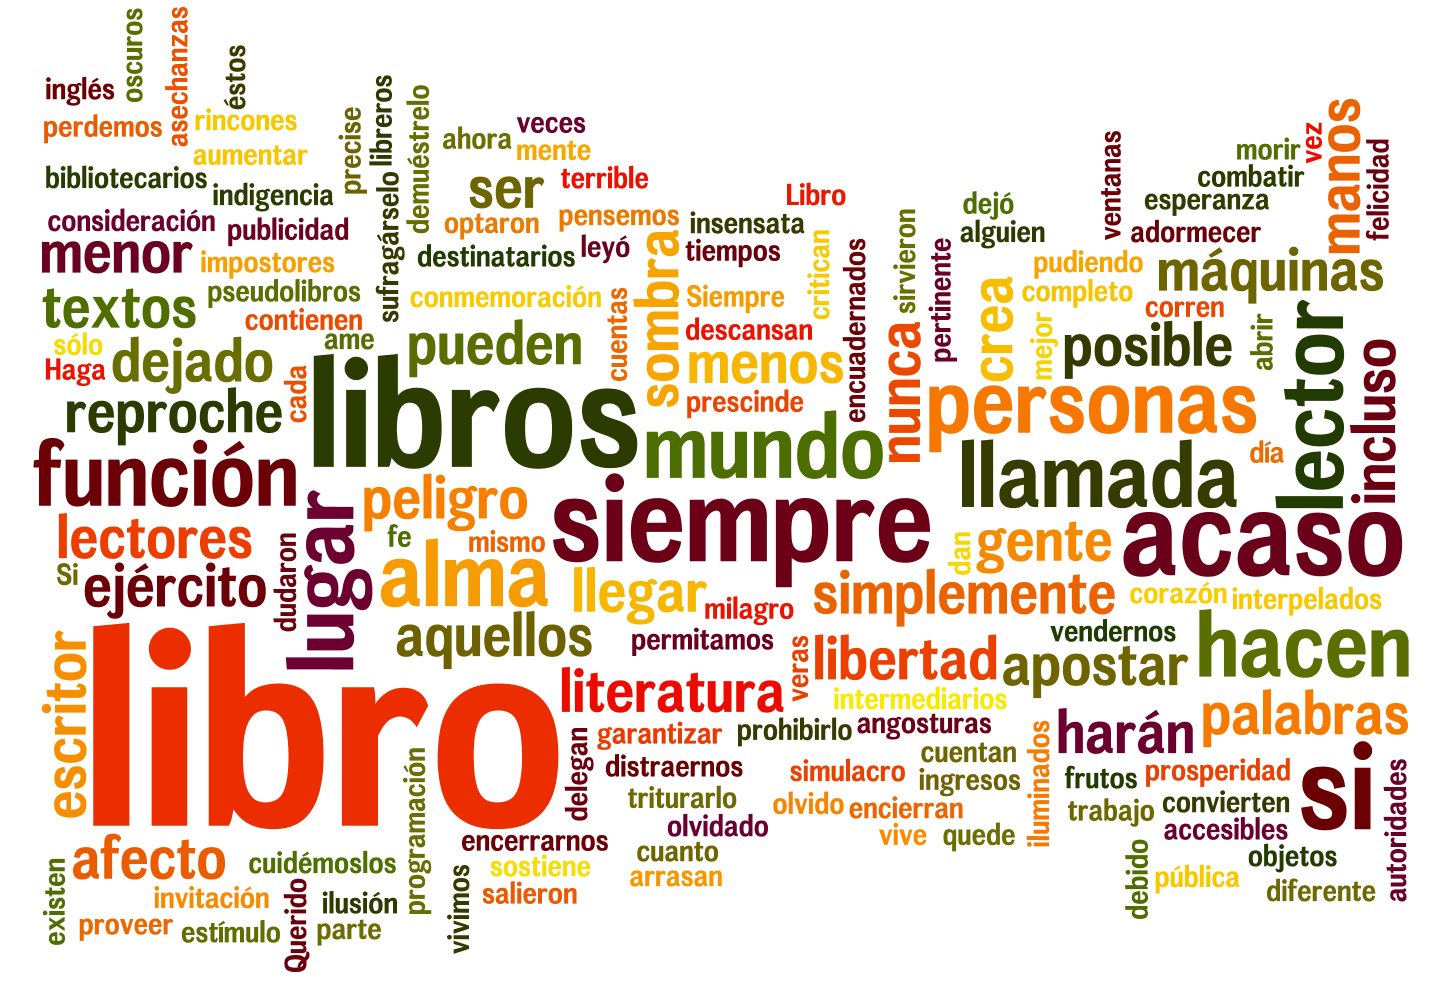 oscuros
asechanzas
éstos
inglés
perdemos
rincones
aumentar
precise
libreros
sufragárselo
demuéstrelo
ahora
veces
mente
bibliotecarios
indigencia
ser
terrible
consideración
publicidad
optaron
pensemos
Libro
insensata
menor
impostores
destinatarios
leyó
sombra
tiempos
textos
pseudolibros
contienen
conmemoración
cuentas
Siempre
critican
encuadernados
sirvieron
pertinente
dejó
alguien
ventanas
morir
vez
combatir
esperanza
adormecer
manos
felicidad
sólo
Haga
dejado
ame
pueden
descansan
menos
prescinde
crea
pudiendo
completo
mejor
máquinas
corren
posible
abrir
lector
reproche
cada
libros
mundo
nunca
personas
día
incluso
función
lugar
peligro
siempre
llamada
acaso
lectores
fe
mismo
dan
gente
Si
ejército
dudaron
alma
llegar
milagro
simplemente
corazón
interpelados
aquellos
permitamos
veras
libertad
vendernos
apostar
hacen
escritor
libro
literatura
intermediarios
garantizar
prohibirlo
angosturas
harán
palabras
delegan
distraernos
simulacro
cuentan
ingresos
iluminados
frutos
prosperidad
si
programación
triturarlo
olvidado
olvido
encierran
trabajo
convierten
accesibles
autoridades
afecto
cuidémoslos
encerrarnos
sostiene
cuanto
arrasan
vive
quede
objetos
existen
invitación
Querido
ilusión
vivimos
salieron
debido
pública
diferente
proveer
estímulo
parte